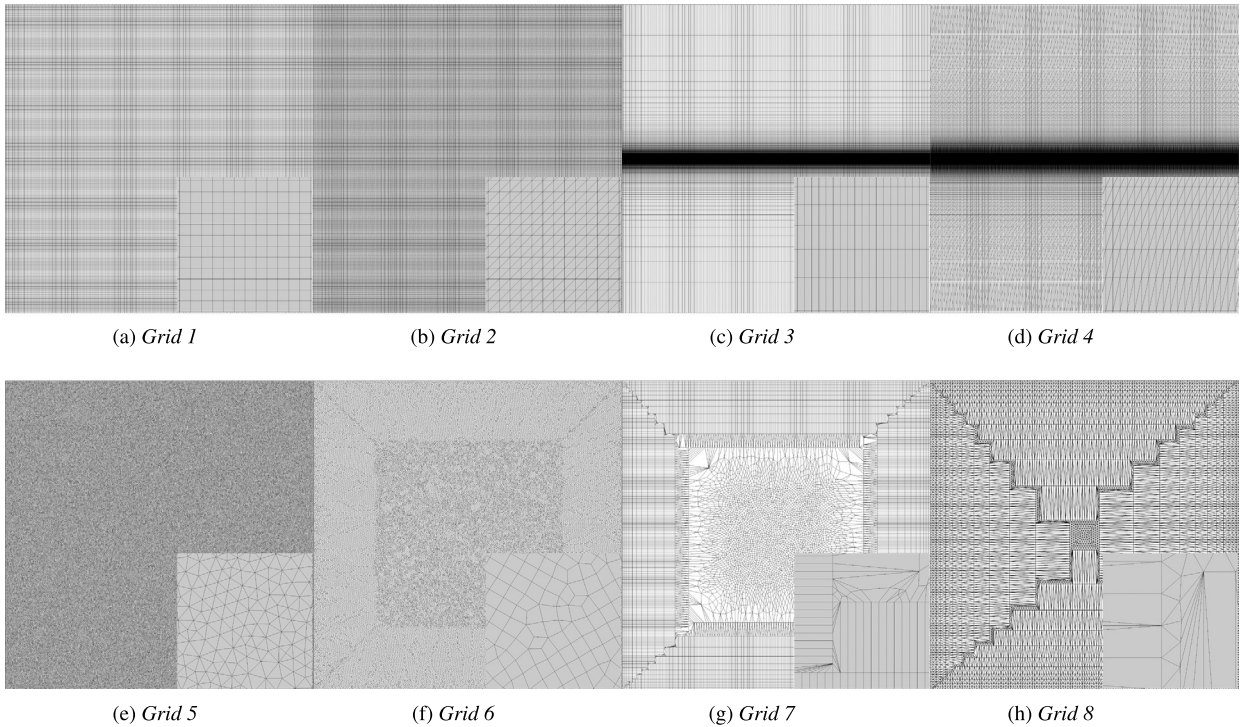 (a) Grid 1
(b) Grid 2
(c) Grid 3
(d) Grid 4
(e) Grid 5
(f) Grid 6
(g) Grid 7
(h) Grid 8